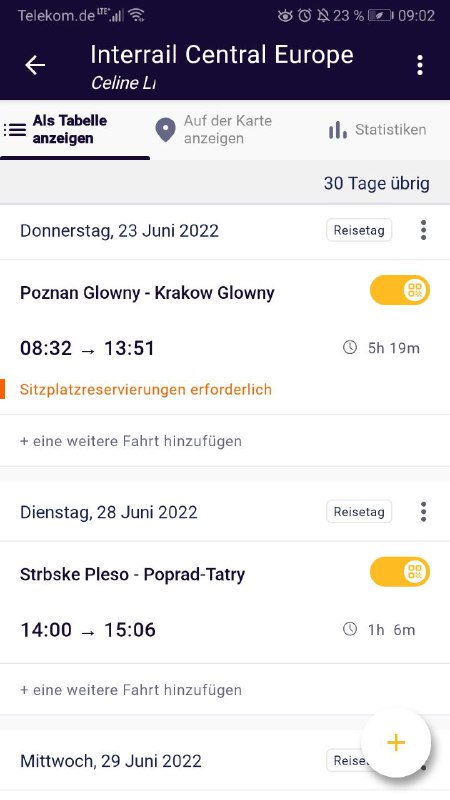 Telekom.de LTE 23 % 09:02
Interrail Central Europe
Celine LI
Als Tabelle anzeigen
Auf der Karte anzeigen
Statistiken
30 Tage übrig
Donnerstag, 23 Juni 2022 Reisetag
Poznan Glowny - Krakow Glowny
08:32 → 13:51 5h 19m
Sitzplatzreservierungen erforderlich
+ eine weitere Fahrt hinzufügen
Dienstag, 28 Juni 2022 Reisetag
Strbske Pleso - Poprad-Tatry
14:00 → 15:06 1h 6m
+ eine weitere Fahrt hinzufügen
Mittwoch, 29 Juni 2022
+